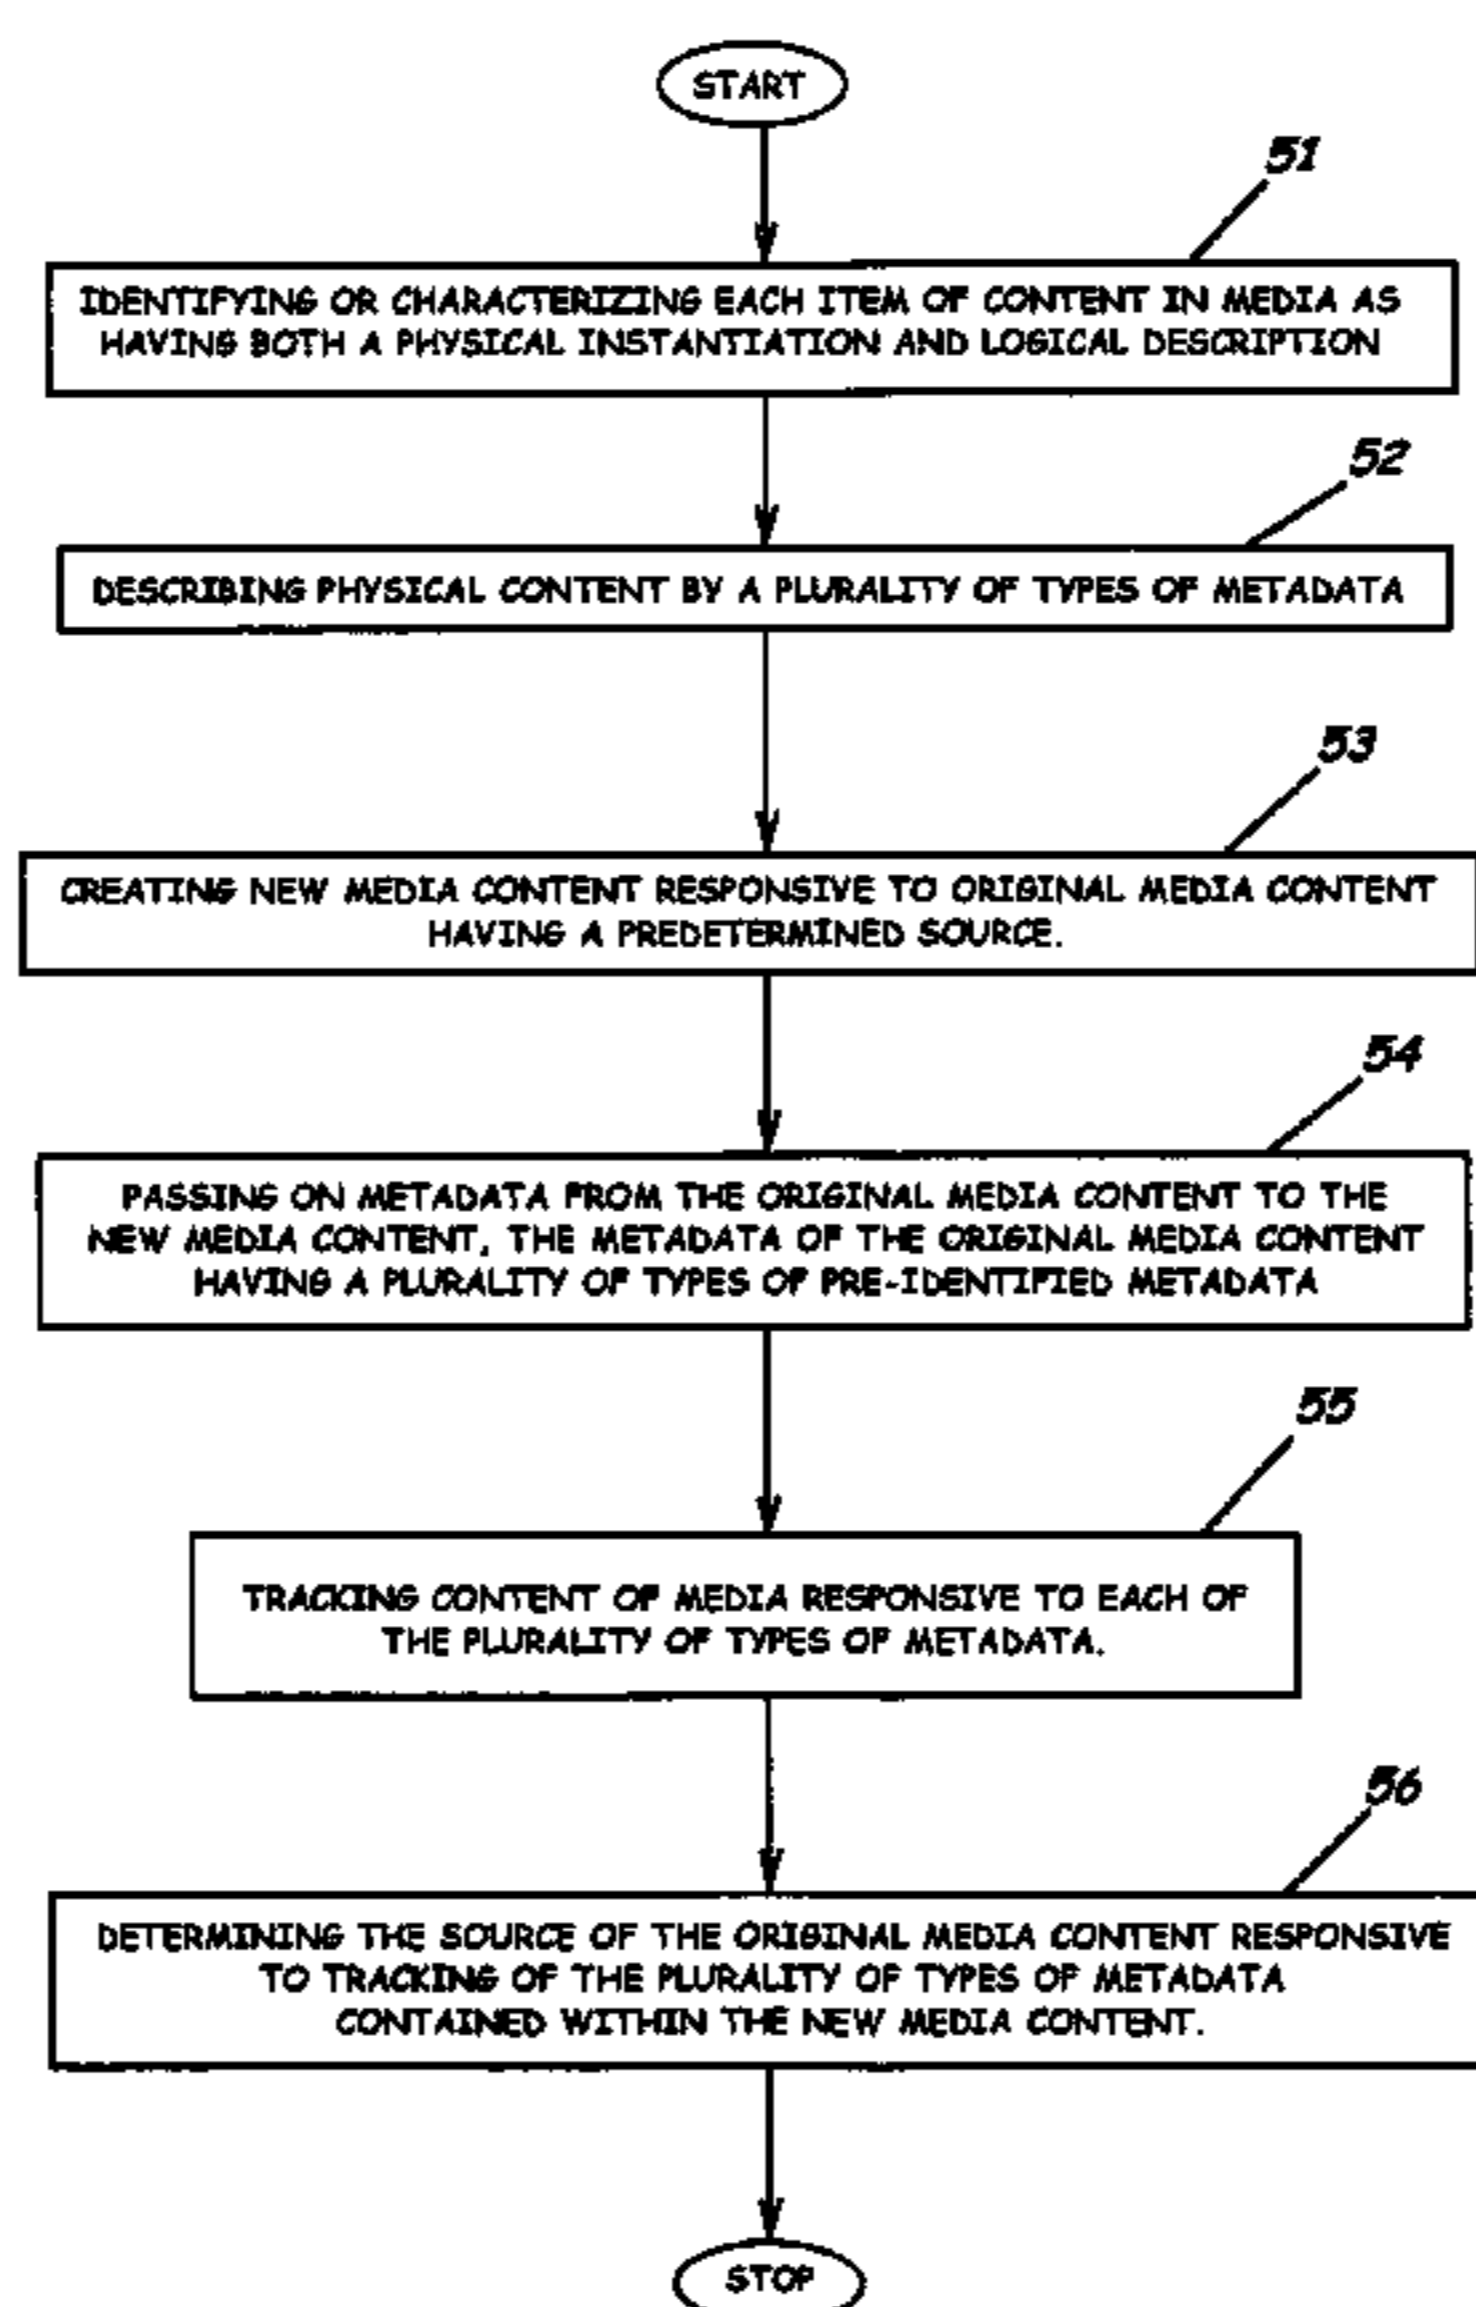 START
51
IDENTIFYING OR CHARACTERIZING EACH ITEM OF CONTENT IN MEDIA AS
HAVING BOTH A PHYSICAL INSTANTIATION AND LOGICAL DESCRIPTION
52
DESCRIBING PHYSICAL CONTENT BY A PLURALITY OF TYPES OF METADATA
53
CREATING NEW MEDIA CONTENT RESPONSIVE TO ORIGINAL MEDIA CONTENT
HAVING A PREDETERMINED SOURCE.
54
PASSING ON METADATA FROM THE ORIGINAL MEDIA CONTENT TO THE
NEW MEDIA CONTENT, THE METADATA OF THE ORIGINAL MEDIA CONTENT
HAVING A PLURALITY OF TYPES OF PRE-IDENTIFIED METADATA
55
TRACKING CONTENT OF MEDIA RESPONSIVE TO EACH OF
THE PLURALITY OF TYPES OF METADATA.
56
DETERMINING THE SOURCE OF THE ORIGINAL MEDIA CONTENT RESPONSIVE
TO TRACKING OF THE PLURALITY OF TYPES OF METADATA
CONTAINED WITHIN THE NEW MEDIA CONTENT.
STOP